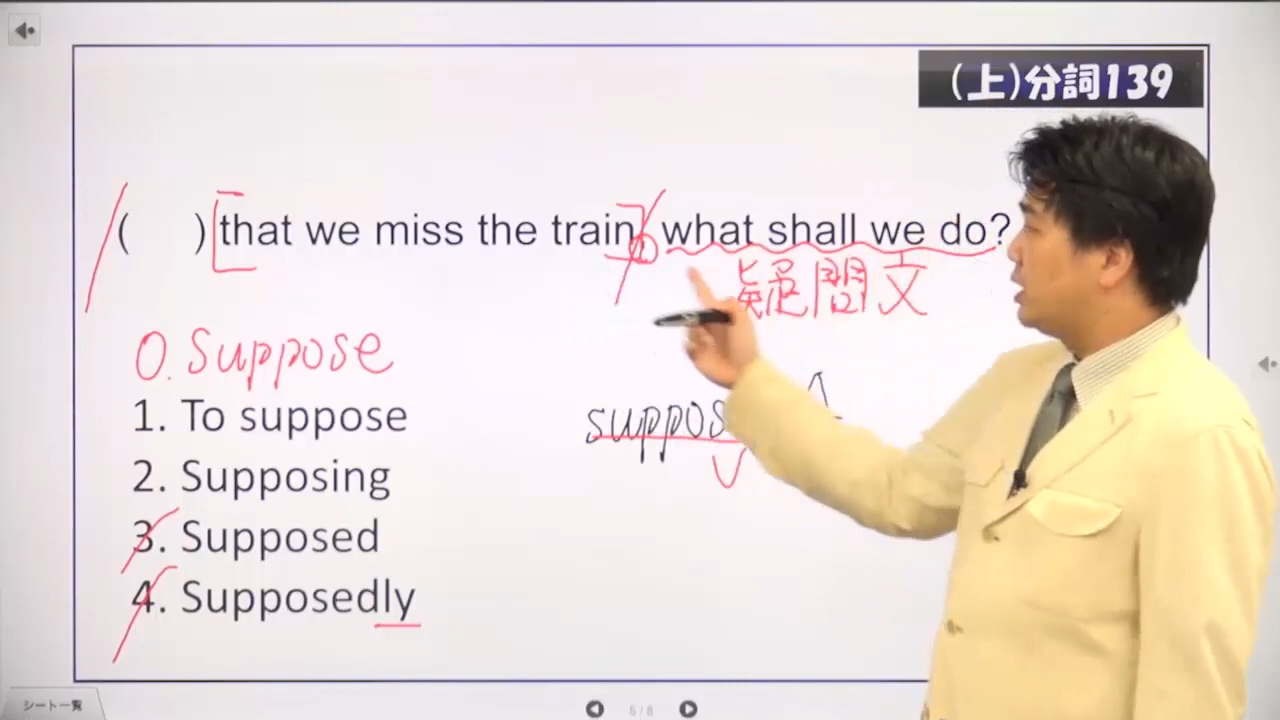 (上)分詞139
( ) that we miss the train, what shall we do?
疑問文
0. Suppose
1. To suppose
2. Supposing
3. Supposed
4. Supposedly
V
シート一覧
5 / 8